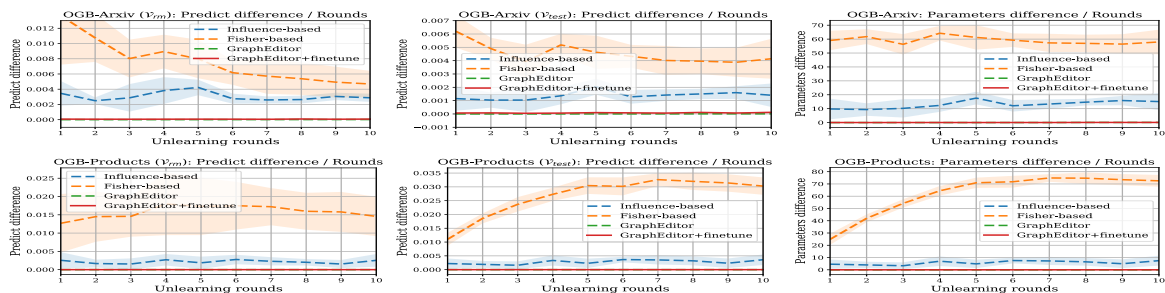 OGB-Arxiv (𝒱rm): Predict difference / Rounds
Predict difference
0.012
0.010
0.008
0.006
0.004
0.002
0.000
Influence-based
Fisher-based
GraphEditor
GraphEditor+finetune
1 2 3 4 5 6 7 8 9 10
Unlearning rounds
OGB-Arxiv (𝒱test): Predict difference / Rounds
Predict difference
0.007
0.006
0.005
0.004
0.003
0.002
0.001
0.000
−0.001
Influence-based
Fisher-based
GraphEditor
GraphEditor+finetune
1 2 3 4 5 6 7 8 9 10
Unlearning rounds
OGB-Arxiv: Parameters difference / Rounds
Parameters difference
70
60
50
40
30
20
10
0
Influence-based
Fisher-based
GraphEditor
GraphEditor+finetune
1 2 3 4 5 6 7 8 9 10
Unlearning rounds
OGB-Products (𝒱rm): Predict difference / Rounds
Predict difference
0.025
0.020
0.015
0.010
0.005
0.000
Influence-based
Fisher-based
GraphEditor
GraphEditor+finetune
1 2 3 4 5 6 7 8 9 10
Unlearning rounds
OGB-Products (𝒱test): Predict difference / Rounds
Predict difference
0.035
0.030
0.025
0.020
0.015
0.010
0.005
0.000
Influence-based
Fisher-based
GraphEditor
GraphEditor+finetune
1 2 3 4 5 6 7 8 9 10
Unlearning rounds
OGB-Products: Parameters difference / Rounds
Parameters difference
80
70
60
50
40
30
20
10
0
Influence-based
Fisher-based
GraphEditor
GraphEditor+finetune
1 2 3 4 5 6 7 8 9 10
Unlearning rounds